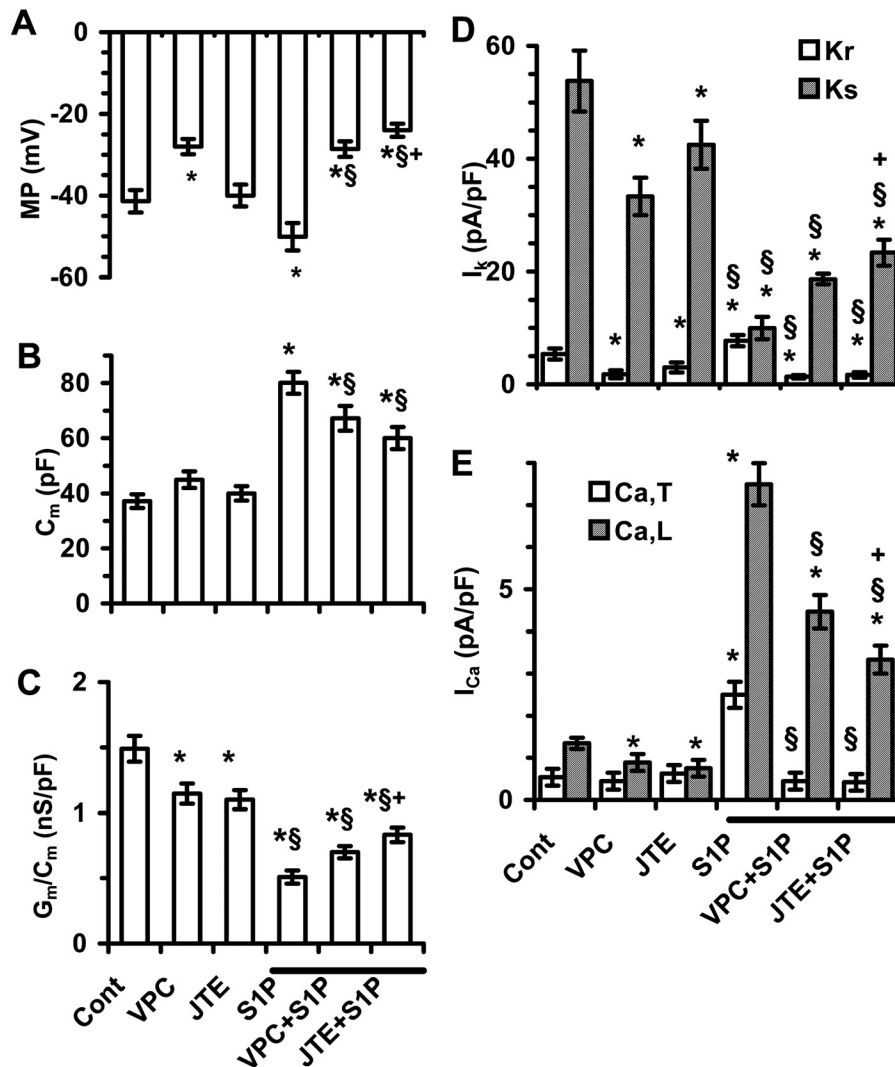 A
0
-20
-40
-60
MP (mV)
*
*
*§
*§+
B
80
60
40
20
0
Cm (pF)
*
*§
*§
C
2
1
0
Gm/Cm (nS/pF)
*
*
*§
*§
*§+
Cont
VPC
JTE
S1P
VPC+S1P
JTE+S1P
D
60
40
20
0
Ik (pA/pF)
Kr
Ks
*
*
*
*
§
*
§
*
§
*
§
*
§
*
+
§
*
E
5
0
ICa (pA/pF)
Ca,T
Ca,L
*
*
*
*
§
§
*
§
+
§
*
Cont
VPC
JTE
S1P
VPC+S1P
JTE+S1P